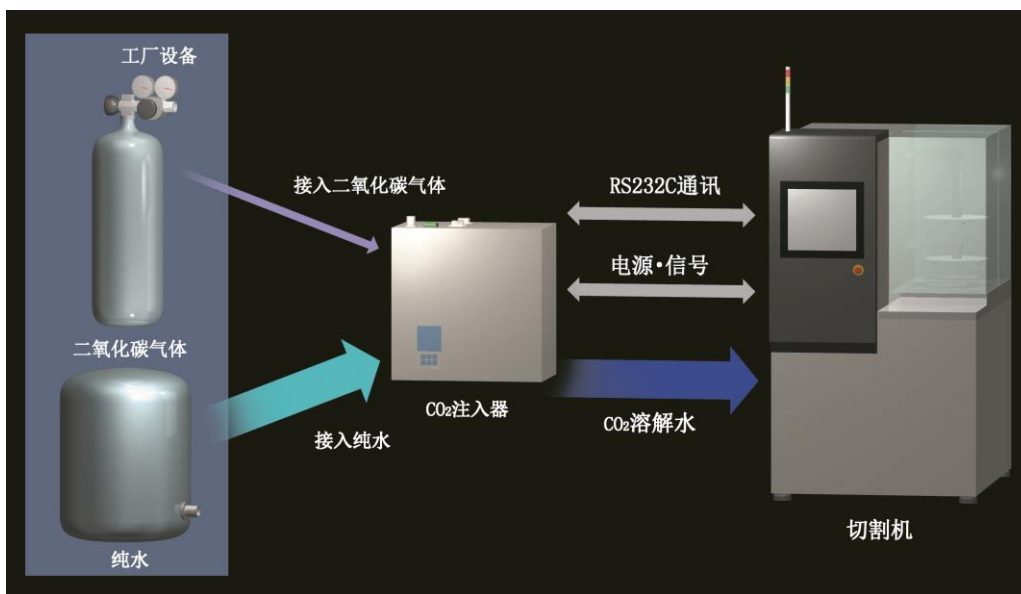 工厂设备
接入二氧化碳气体
RS232C通讯
电源•信号
二氧化碳气体
CO₂注入器
CO₂溶解水
接入纯水
切割机
纯水